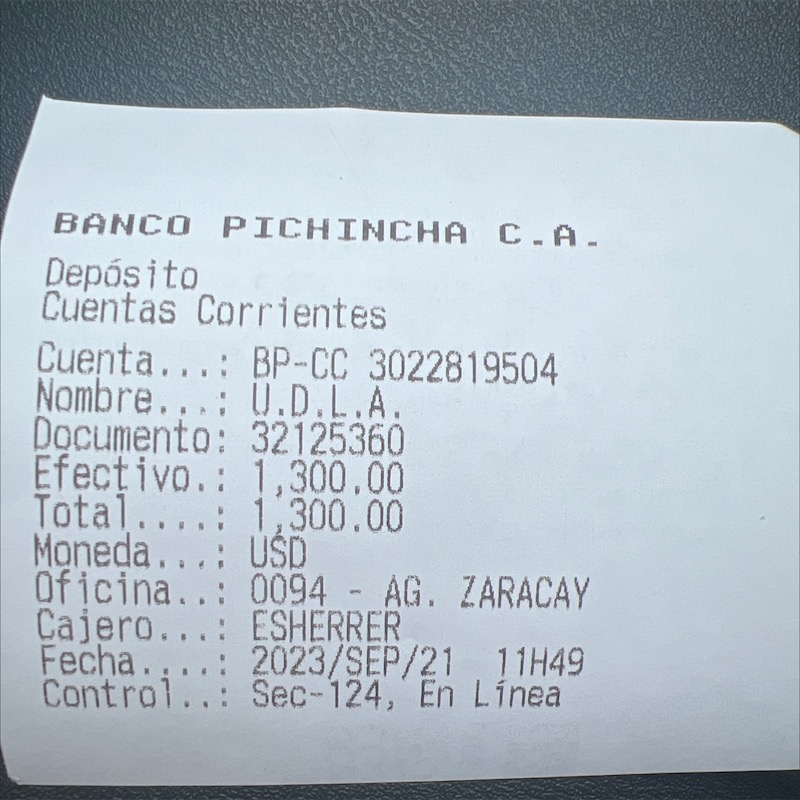 BANCO PICHINCHA C.A.
Depósito
Cuentas Corrientes
Cuenta...: BP-CC 3022819504
Nombre...: U.D.L.A.
Documento: 32125360
Efectivo.: 1,300.00
Total....: 1,300.00
Moneda...: USD
Oficina..: 0094 - AG. ZARACAY
Cajero...: ESHERRER
Fecha....: 2023/SEP/21 11H49
Control..: Sec-124, En Línea